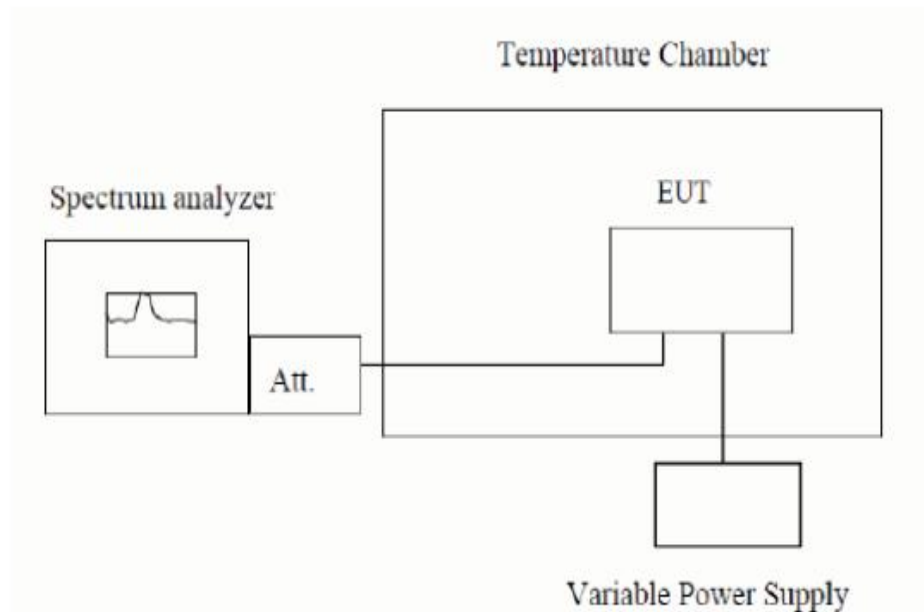 Temperature Chamber
Spectrum analyzer
EUT
Att.
Variable Power Supply